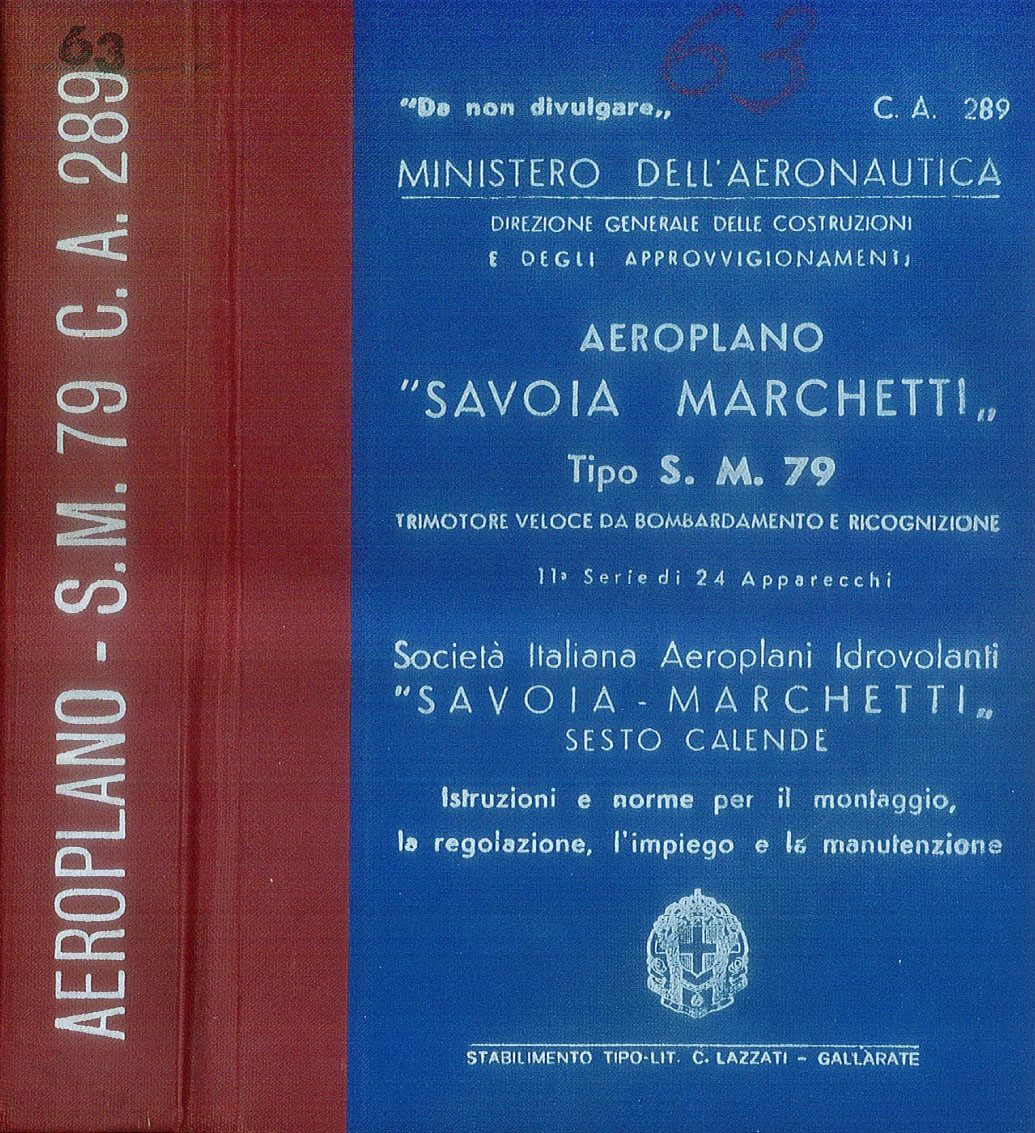 63
AEROPLANO - S.M. 79 C. A. 289
63
"Da non divulgare„ C. A. 289
MINISTERO DELL'AERONAUTICA
DIREZIONE GENERALE DELLE COSTRUZIONI
E DEGLI APPROVVIGIONAMENTI
AEROPLANO
"SAVOIA MARCHETTI„
Tipo S. M. 79
TRIMOTORE VELOCE DA BOMBARDAMENTO E RICOGNIZIONE
11ª Serie di 24 Apparecchi
Società Italiana Aeroplani Idrovolanti
"SAVOIA - MARCHETTI„
SESTO CALENDE
Istruzioni e norme per il montaggio,
la regolazione, l'impiego e la manutenzione
STABILIMENTO TIPO-LIT. C. LAZZATI - GALLARATE